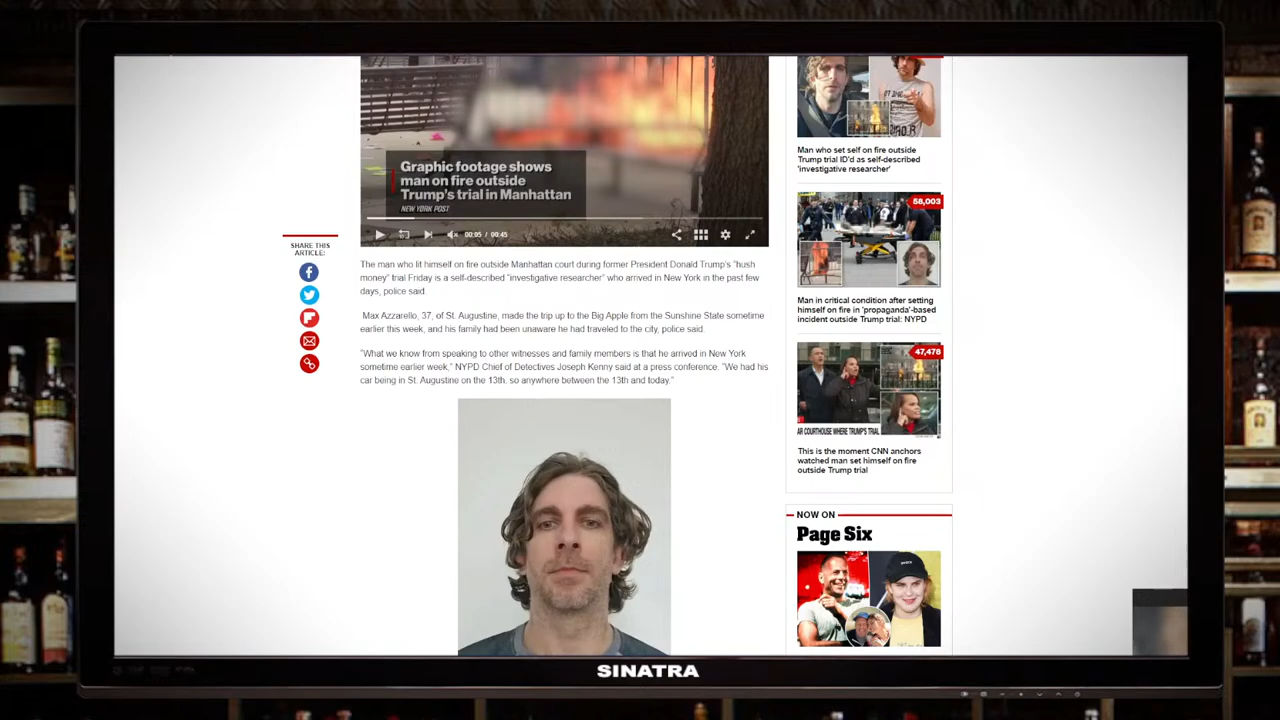 Graphic footage shows
man on fire outside
Trump's trial in Manhattan
NEW YORK POST
00:05 / 00:45
SHARE THIS
ARTICLE:
The man who lit himself on fire outside Manhattan court during former President Donald Trump's "hush
money" trial Friday is a self-described "investigative researcher" who arrived in New York in the past few
days, police said.
Max Azzarello, 37, of St. Augustine, made the trip up to the Big Apple from the Sunshine State sometime
earlier this week, and his family had been unaware he had traveled to the city, police said.
"What we know from speaking to other witnesses and family members is that he arrived in New York
sometime earlier week," NYPD Chief of Detectives Joseph Kenny said at a press conference. "We had his
car being in St. Augustine on the 13th, so anywhere between the 13th and today."
Man who set self on fire outside
Trump trial ID'd as self-described
'investigative researcher'
58,003
Man in critical condition after setting
himself on fire in 'propaganda'-based
incident outside Trump trial: NYPD
47,478
AR COURTHOUSE WHERE TRUMP'S TRIAL
This is the moment CNN anchors
watched man set himself on fire
outside Trump trial
NOW ON
Page Six
SINATRA